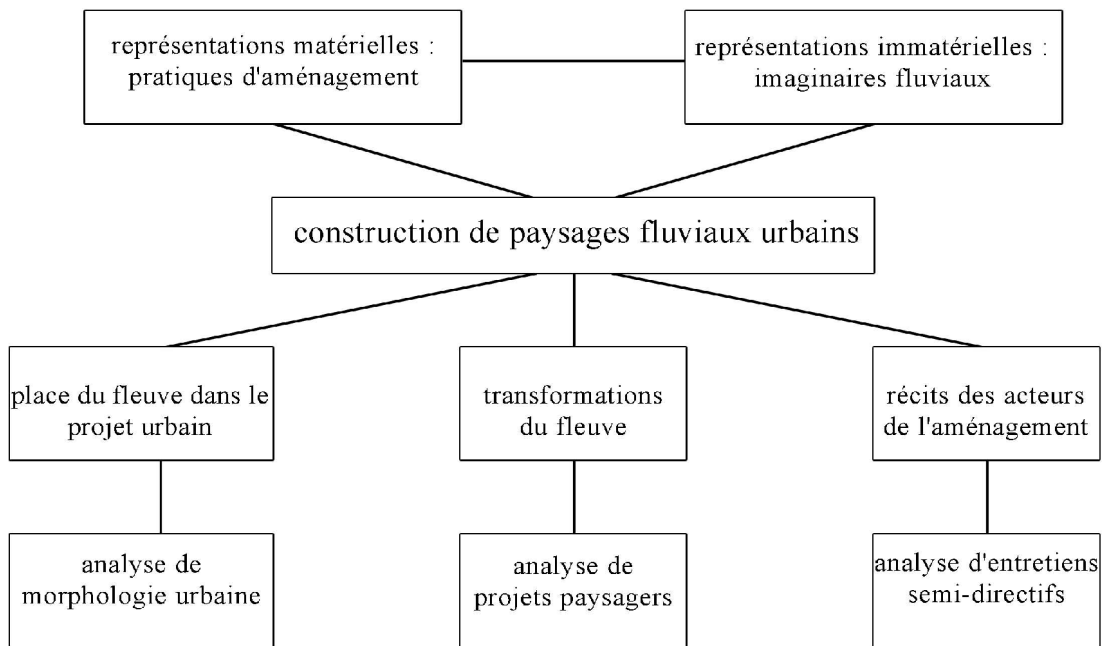 représentations matérielles :
pratiques d'aménagement
représentations immatérielles :
imaginaires fluviaux
construction de paysages fluviaux urbains
place du fleuve dans le
projet urbain
transformations
du fleuve
récits des acteurs
de l'aménagement
analyse de
morphologie urbaine
analyse de
projets paysagers
analyse d'entretiens
semi-directifs